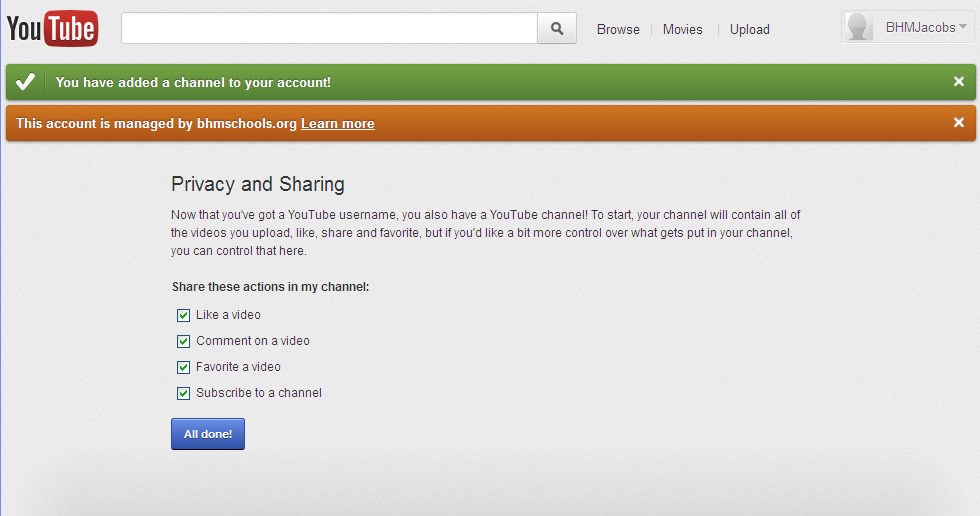 YouTube
Browse
Movies
Upload
BHMJacobs
You have added a channel to your account!
This account is managed by bhmschools.org Learn more
Privacy and Sharing
Now that you've got a YouTube username, you also have a YouTube channel! To start, your channel will contain all of
the videos you upload, like, share and favorite, but if you'd like a bit more control over what gets put in your channel,
you can control that here.
Share these actions in my channel:
Like a video
Comment on a video
Favorite a video
Subscribe to a channel
All done!